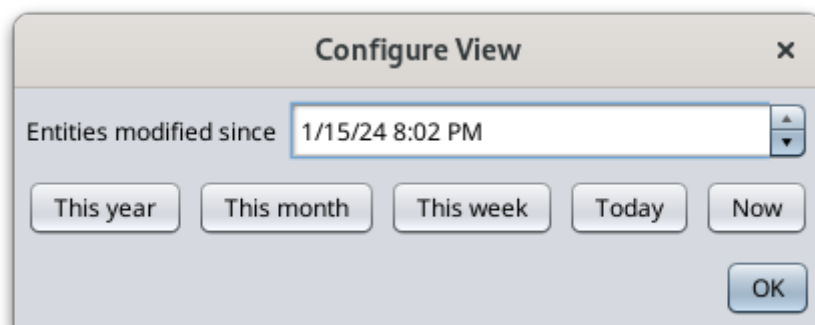 Configure View
Entities modified since 1/15/24 8:02 PM
This year This month This week Today Now
OK